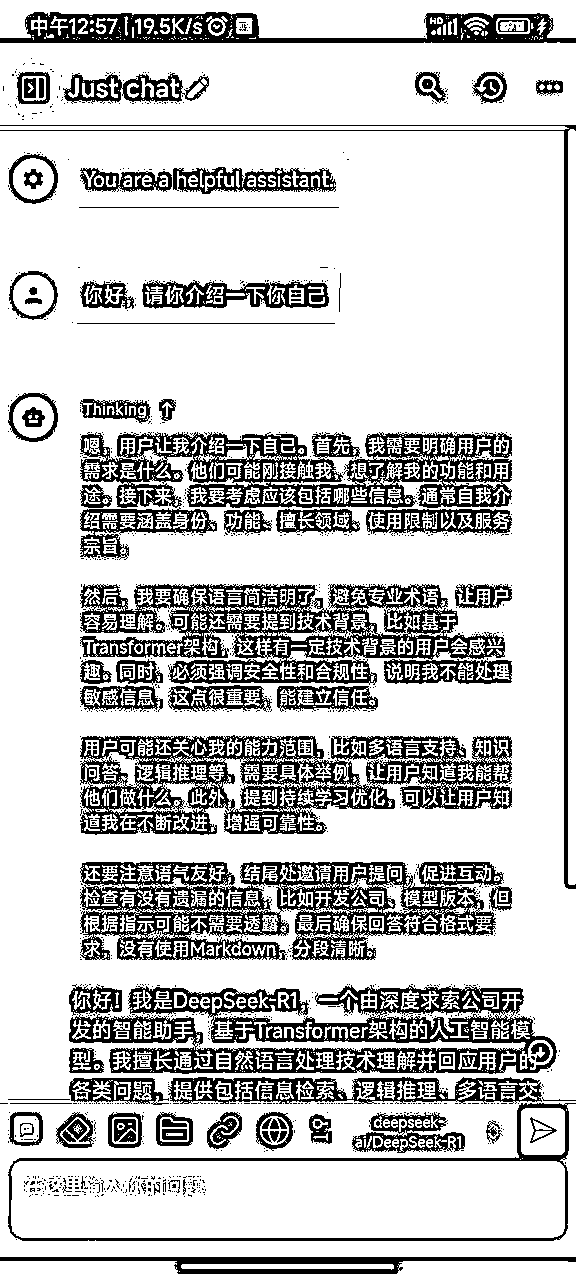 中午12:57 | 19.5K/s
HD
Just chat
You are a helpful assistant.
你好，请你介绍一下你自己
Thinking
嗯，用户让我介绍一下自己。首先，我需要明确用户的
需求是什么。他们可能刚接触我，想了解我的功能和用
途。接下来，我要考虑应该包括哪些信息。通常自我介
绍需要涵盖身份、功能、擅长领域、使用限制以及服务
宗旨。
然后，我要确保语言简洁明了，避免专业术语，让用户
容易理解。可能还需要提到技术背景，比如基于
Transformer架构，这样有一定技术背景的用户会感兴
趣。同时，必须强调安全性和合规性，说明我不能处理
敏感信息，这点很重要，能建立信任。
用户可能还关心我的能力范围，比如多语言支持、知识
问答、逻辑推理等，需要具体举例，让用户知道我能帮
他们做什么。此外，提到持续学习优化，可以让用户知
道我在不断改进，增强可靠性。
还要注意语气友好，结尾处邀请用户提问，促进互动。
检查有没有遗漏的信息，比如开发公司、模型版本，但
根据指示可能不需要透露。最后确保回答符合格式要
求，没有使用Markdown，分段清晰。
你好！我是DeepSeek-R1，一个由深度求索公司开
发的智能助手，基于Transformer架构的人工智能模
型。我擅长通过自然语言处理技术理解并回应用户的
各类问题，提供包括信息检索、逻辑推理、多语言交
deepseek-
ai/DeepSeek-R1
在这里输入你的问题